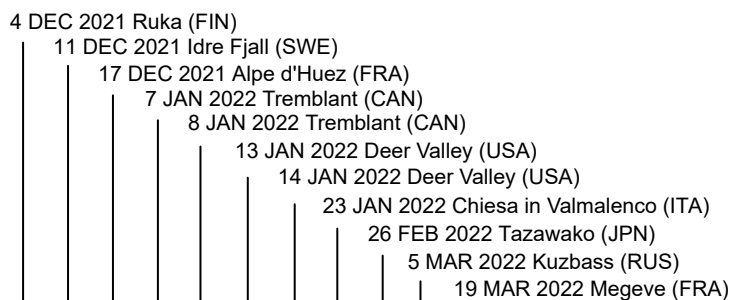 4 DEC 2021 Ruka (FIN)
11 DEC 2021 Idre Fjall (SWE)
17 DEC 2021 Alpe d'Huez (FRA)
7 JAN 2022 Tremblant (CAN)
8 JAN 2022 Tremblant (CAN)
13 JAN 2022 Deer Valley (USA)
14 JAN 2022 Deer Valley (USA)
23 JAN 2022 Chiesa in Valmalenco (ITA)
26 FEB 2022 Tazawako (JPN)
5 MAR 2022 Kuzbass (RUS)
19 MAR 2022 Megeve (FRA)